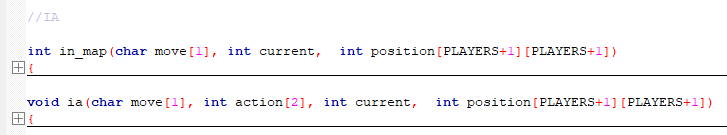 //IA
int in_map(char move[1], int current,  int position[PLAYERS+1][PLAYERS+1])
{
void ia(char move[1], int action[2], int current,  int position[PLAYERS+1][PLAYERS+1])
{